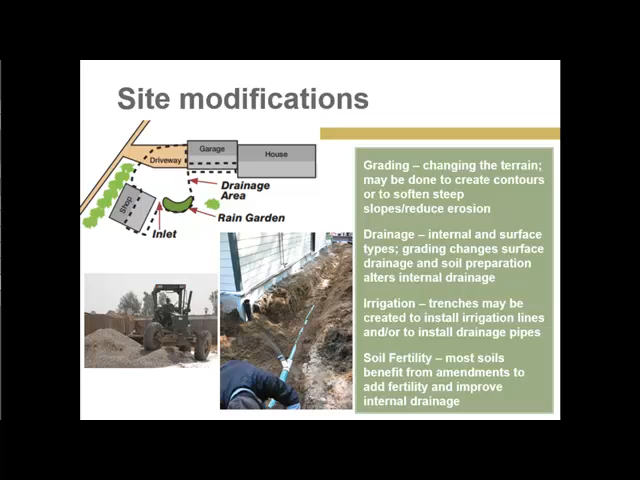 Site modifications
Garage
House
Driveway
Drainage
Area
Shop
Rain Garden
Inlet
Grading – changing the terrain;
may be done to create contours
or to soften steep
slopes/reduce erosion
Drainage – internal and surface
types; grading changes surface
drainage and soil preparation
alters internal drainage
Irrigation – trenches may be
created to install irrigation lines
and/or to install drainage pipes
Soil Fertility – most soils
benefit from amendments to
add fertility and improve
internal drainage